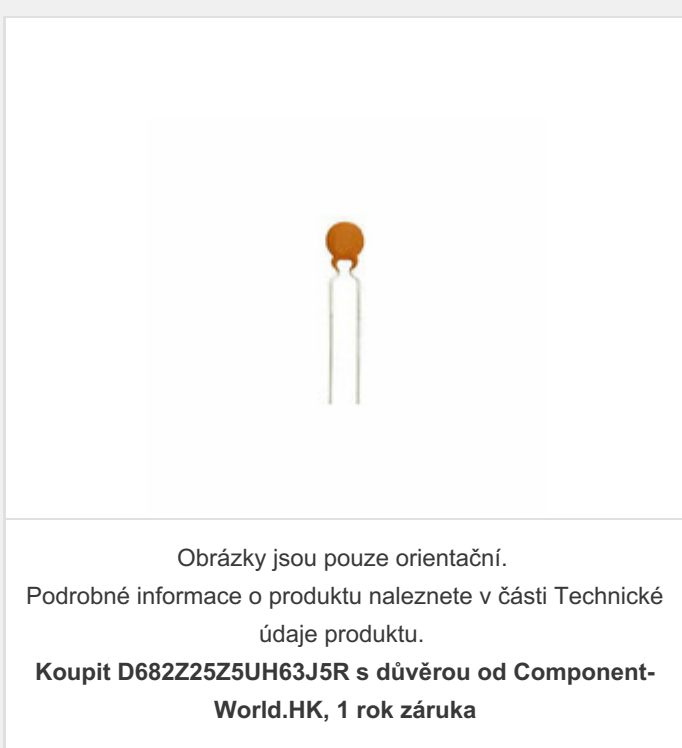 Obrázky jsou pouze orientační.
Podrobné informace o produktu naleznete v části Technické
údaje produktu.
Koupit D682Z25Z5UH63J5R s důvěrou od Component-
World.HK, 1 rok záruka